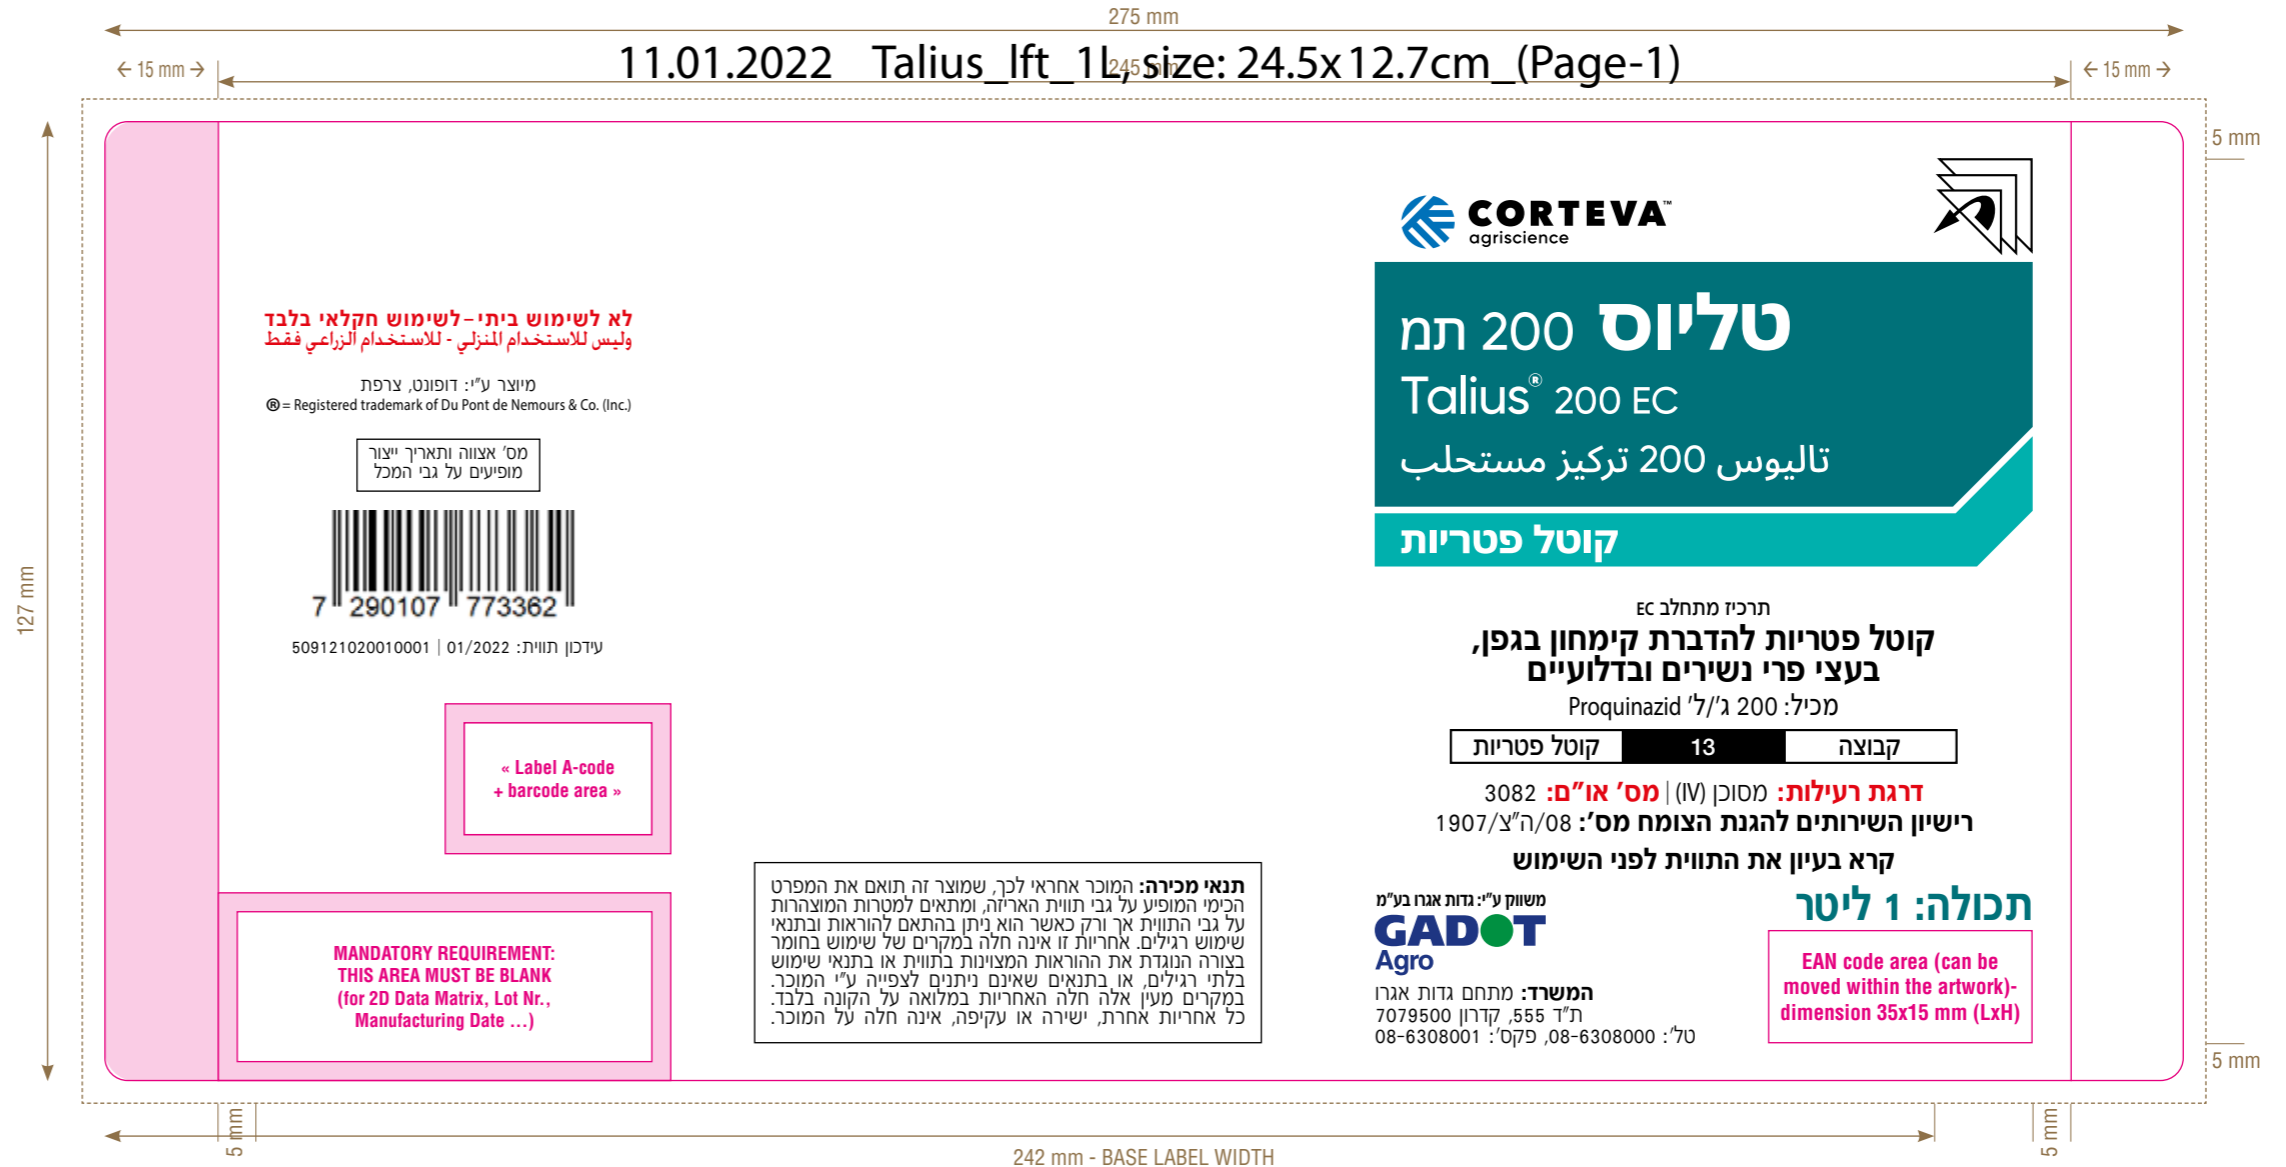 275 mm
11.01.2022 Talius_lft_1L, size: 24.5x12.7cm_(Page-1)
245 mm
← 15 mm →
← 15 mm →
5 mm
127 mm
CORTEVA™
agriscience
טליוס 200 תמ
Talius® 200 EC
تاليوس 200 تركيز مستحلب
קוטל פטריות
תרכיז מתחלב EC
קוטל פטריות להדברת קימחון בגפן,
בעצי פרי נשירים ובדלועיים
מכיל: 200 ג'/ל' Proquinazid
קבוצה 13 קוטל פטריות
דרגת רעילות: מסוכן (IV) | מס' או"ם: 3082
רישיון השירותים להגנת הצומח מס': 08/ה"צ/1907
קרא בעיון את התווית לפני השימוש
תכולה: 1 ליטר
משווק ע"י: גדות אגרו בע"מ
GADOT
Agro
המשרד: מתחם גדות אגרו
ת"ד 555, קדרון 7079500
טל': 08-6308000, פקס': 08-6308001
EAN code area (can be
moved within the artwork)-
dimension 35x15 mm (LxH)
תנאי מכירה: המוכר אחראי לכך, שמוצר זה תואם את המפרט
הכימי המופיע על גבי תווית האריזה, ומתאים למטרות המוצהרות
על גבי התווית אך ורק כאשר הוא ניתן בהתאם להוראות ובתנאי
שימוש רגילים. אחריות זו אינה חלה במקרים של שימוש בחומר
בצורה הנוגדת את ההוראות המצוינות בתווית או בתנאי שימוש
בלתי רגילים, או בתנאים שאינם ניתנים לצפייה ע"י המוכר.
במקרים מעין אלה חלה האחריות במלואה על הקונה בלבד.
כל אחריות אחרת, ישירה או עקיפה, אינה חלה על המוכר.
לא לשימוש ביתי – לשימוש חקלאי בלבד
وليس للاستخدام المنزلي - للاستخدام الزراعي فقط
מיוצר ע"י: דופונט, צרפת
® = Registered trademark of Du Pont de Nemours & Co. (Inc.)
מס' אצווה ותאריך ייצור
מופיעים על גבי המכל
7 290107 773362
עידכון תווית: 01/2022 | 509121020010001
« Label A-code
+ barcode area »
MANDATORY REQUIREMENT:
THIS AREA MUST BE BLANK
(for 2D Data Matrix, Lot Nr.,
Manufacturing Date ...)
5 mm
5 mm
5 mm
242 mm - BASE LABEL WIDTH